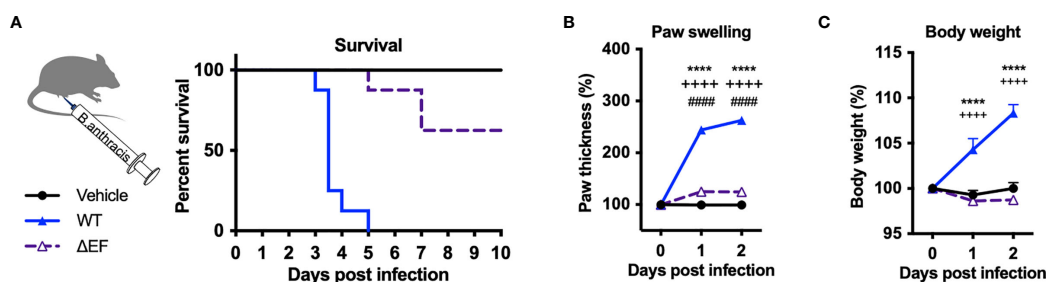 A
B.anthracis
Vehicle
WT
ΔEF
Survival
Percent survival
100
50
0
0 1 2 3 4 5 6 7 8 9 10
Days post infection
B
Paw swelling
Paw thickness (%)
400
300
200
100
**** ****
++++ ++++
#### ####
0 1 2
Days post infection
C
Body weight
Body weight (%)
115
110
105
100
95
****
++++
****
++++
0 1 2
Days post infection